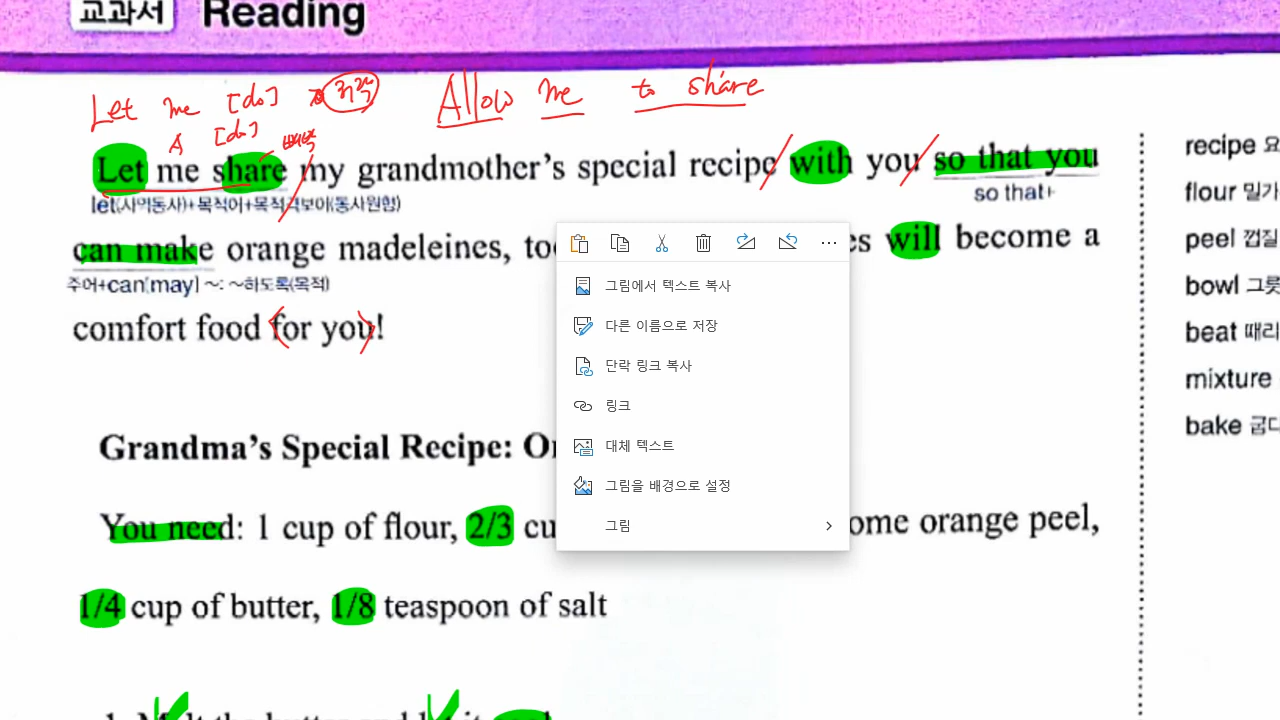 교과서 Reading
Let me [do] Allow me to share
[do]
Let me share my grandmother's special recipe with you so that you
let(사역동사)+목적어+목적격보어(동사원형) so that+
can make orange madeleines, too will become a
주어+can[may] ~: ~하도록(목적)
comfort food for you!
그림에서 텍스트 복사
다른 이름으로 저장
단락 링크 복사
링크
대체 텍스트
그림을 배경으로 설정
그림
Grandma's Special Recipe:
You need: 1 cup of flour, 2/3 orange peel,
1/4 cup of butter, 1/8 teaspoon of salt
recipe
flour 밀가
peel 껍질
bowl 그릇
beat 때리
mixture
bake 굽다